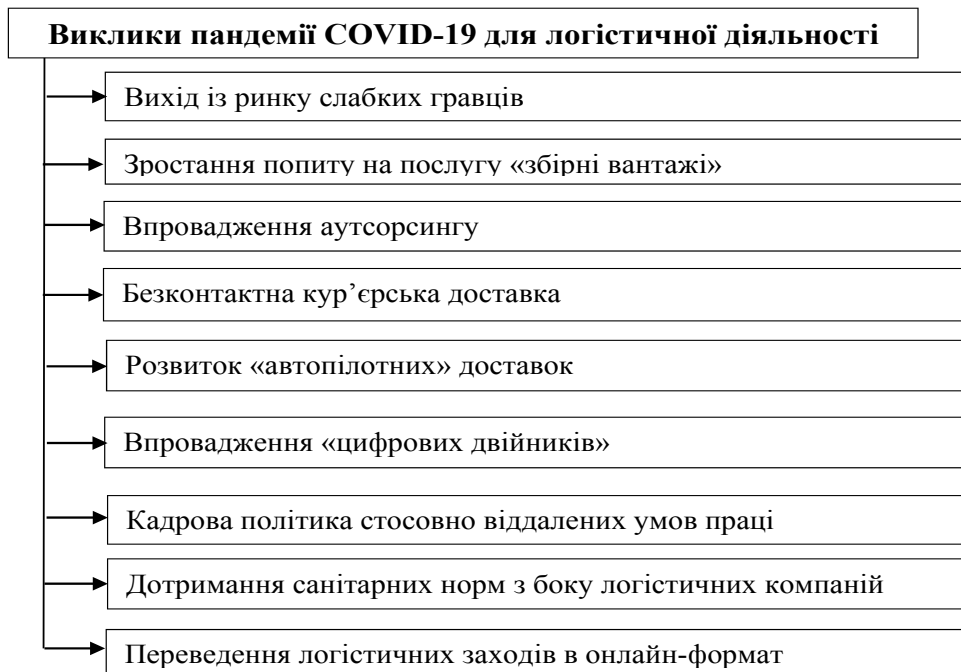 Виклики пандемії COVID-19 для логістичної діяльності
Вихід із ринку слабких гравців
Зростання попиту на послугу «збірні вантажі»
Впровадження аутсорсингу
Безконтактна кур’єрська доставка
Розвиток «автопілотних» доставок
Впровадження «цифрових двійників»
Кадрова політика стосовно віддалених умов праці
Дотримання санітарних норм з боку логістичних компаній
Переведення логістичних заходів в онлайн-формат